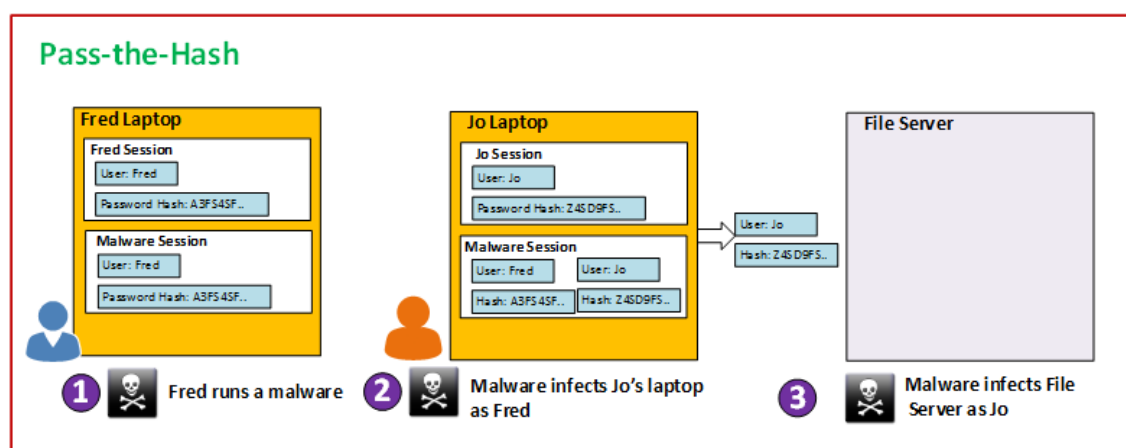 Pass-the-Hash
Fred Laptop
Fred Session
User: Fred
Password Hash: A3FS4SF..
Malware Session
User: Fred
Password Hash: A3FS4SF..
1
Fred runs a malware
Jo Laptop
Jo Session
User: Jo
Password Hash: Z4SD9FS..
Malware Session
User: Fred
User: Jo
Hash: A3FS4SF..
Hash: Z4SD9FS..
2
Malware infects Jo's laptop
as Fred
User: Jo
Hash: Z4SD9FS..
File Server
3
Malware infects File
Server as Jo